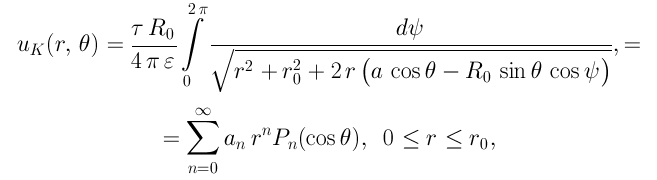 u_K(r, θ) = \frac{τ R_0}{4 π ε} \int_0^{2 π} \frac{dψ}{\sqrt{r^2 + r_0^2 + 2 r (a cos θ − R_0 sin θ cos ψ)}}, =
= \sum_{n=0}^{∞} a_n r^n P_n(cos θ), 0 ≤ r ≤ r_0,